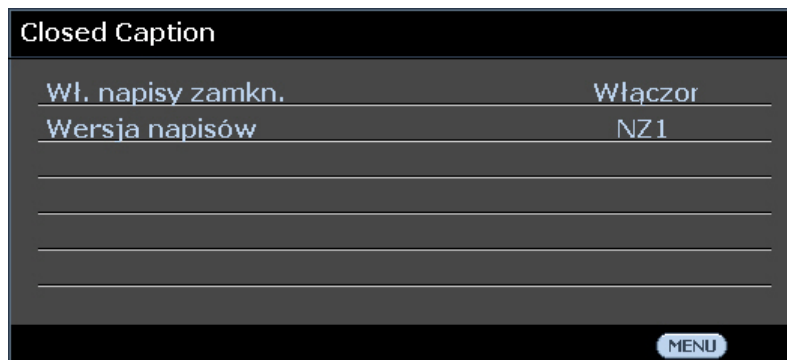 Closed Caption
Wł. napisy zamkn. Włączor
Wersja napisów NZ1
MENU